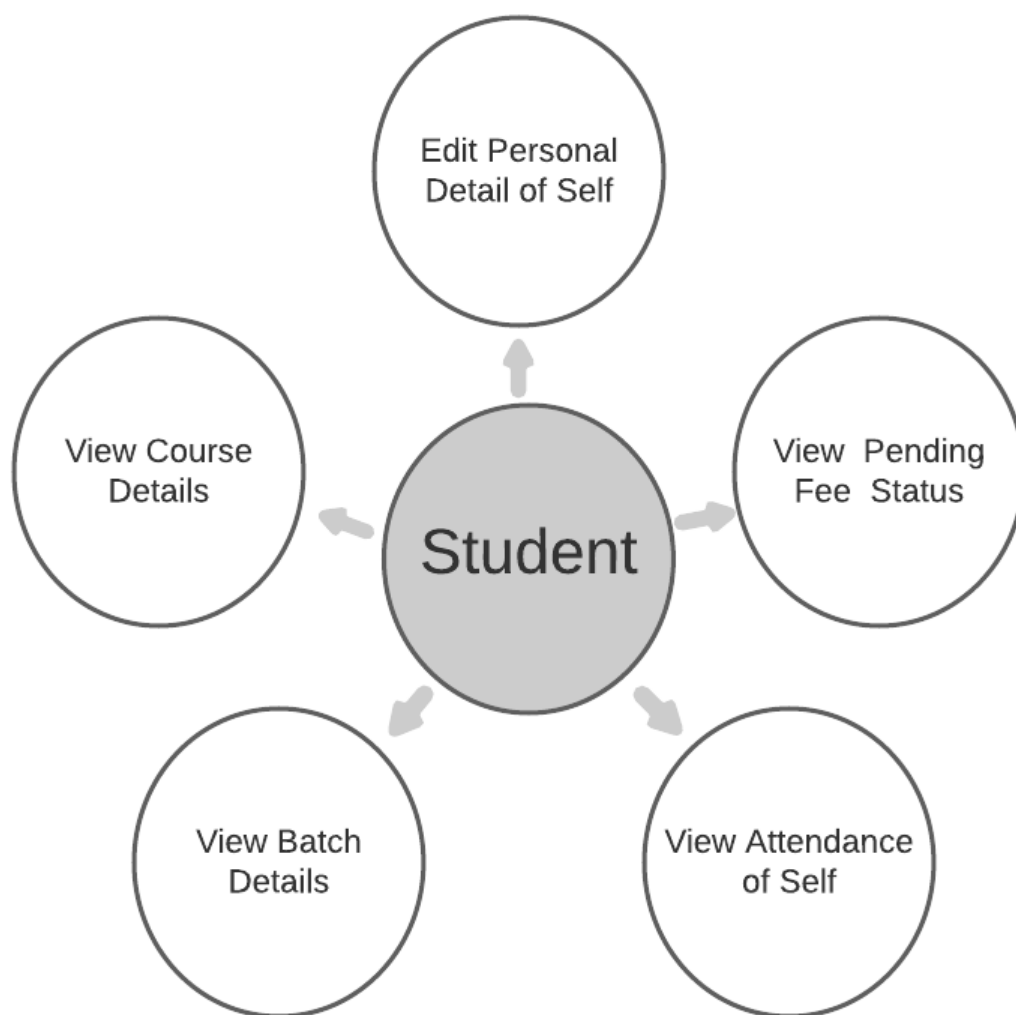 Edit Personal
Detail of Self
View Course
Details
View Pending
Fee Status
Student
View Batch
Details
View Attendance
of Self